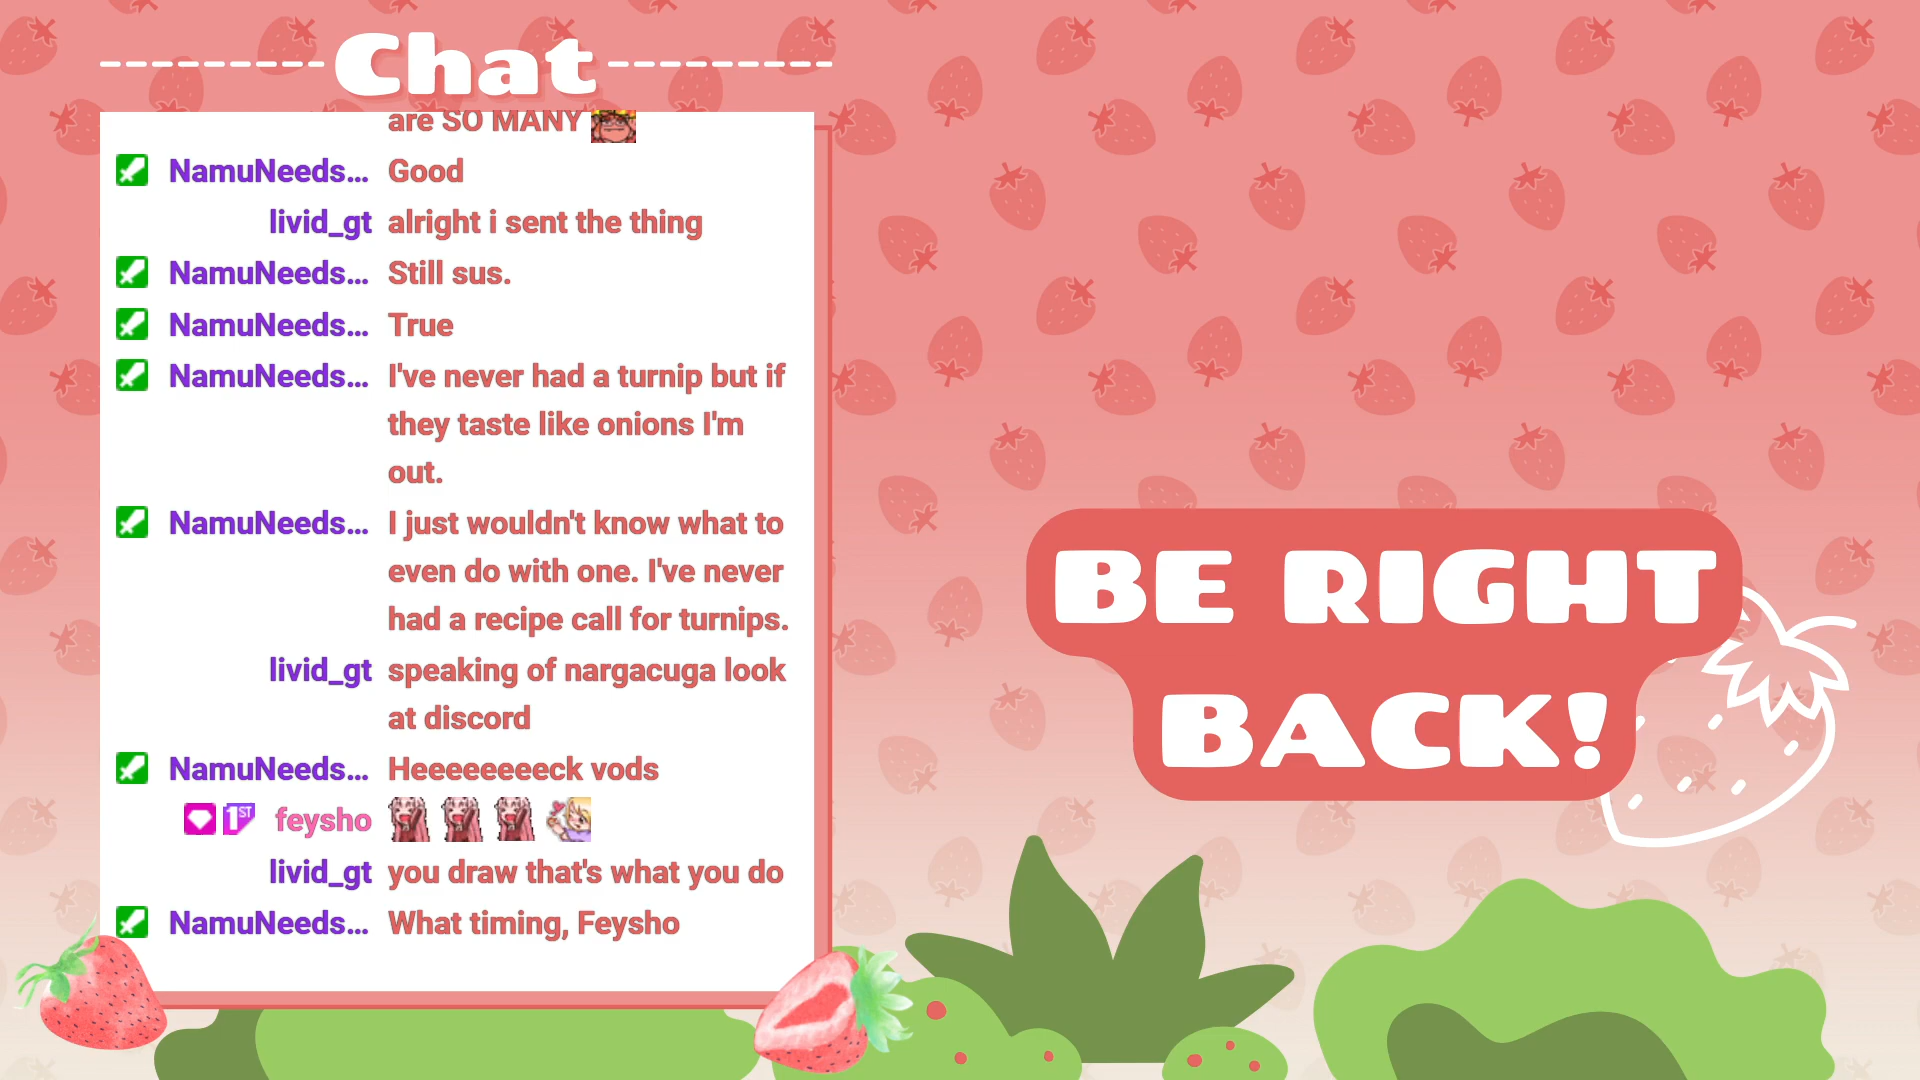 Chat
are SO MANY
NamuNeeds... Good
livid_gt alright i sent the thing
NamuNeeds... Still sus.
NamuNeeds... True
NamuNeeds... I've never had a turnip but if
they taste like onions I'm
out.
NamuNeeds... I just wouldn't know what to
even do with one. I've never
had a recipe call for turnips.
livid_gt speaking of nargacuga look
at discord
NamuNeeds... Heeeeeeeeck vods
1ST feysho
livid_gt you draw that's what you do
NamuNeeds... What timing, Feysho
BE RIGHT
BACK!